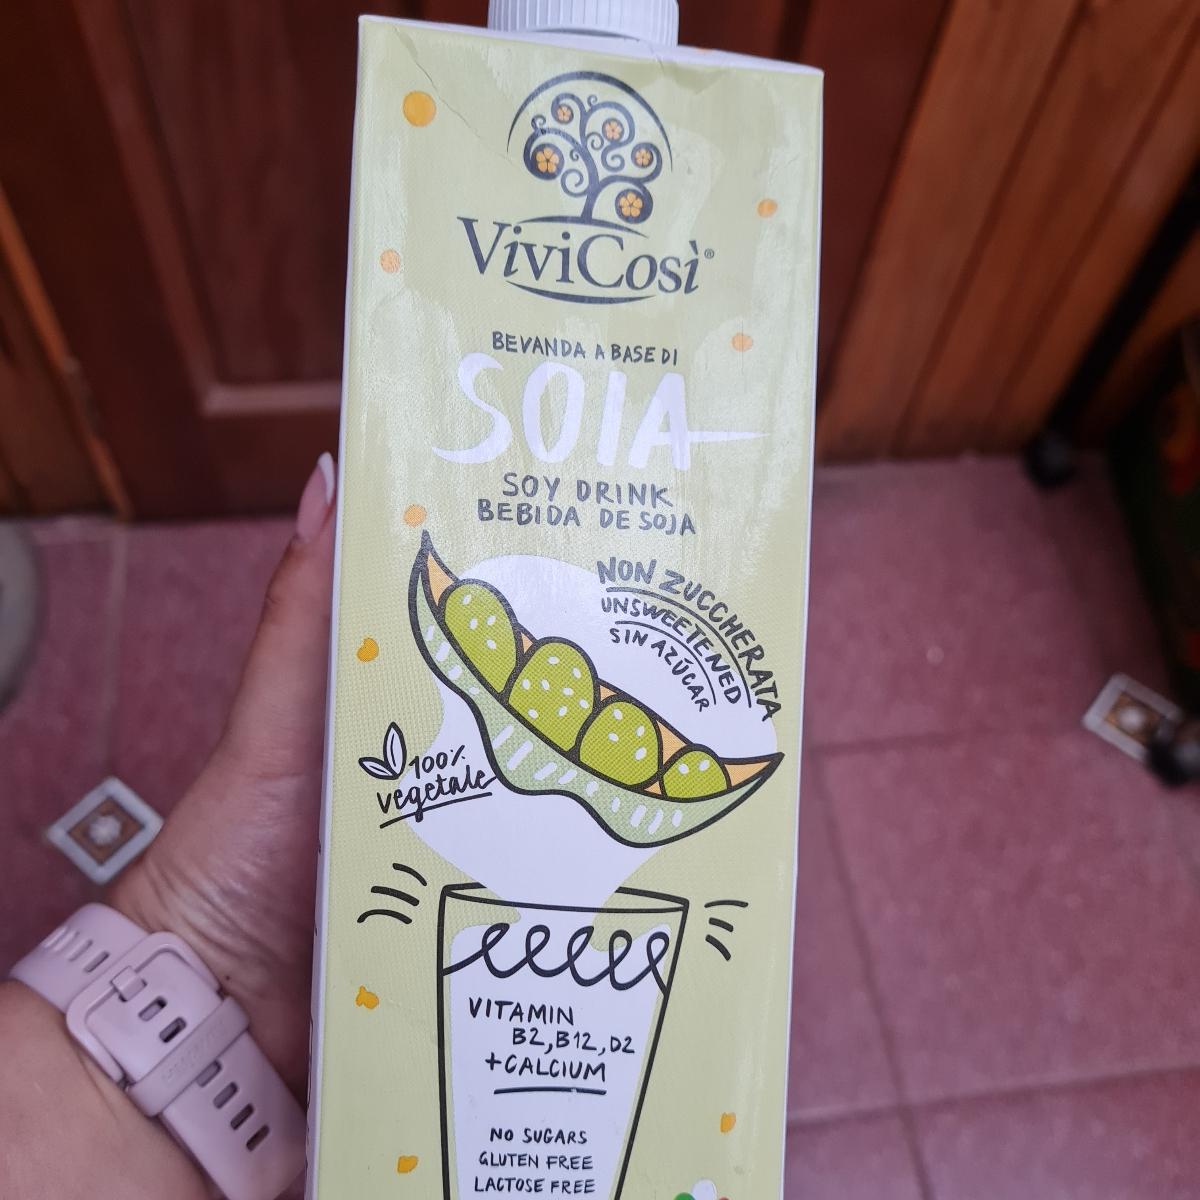 ViviCosì®
BEVANDA A BASE DI
SOIA
SOY DRINK
BEBIDA DE SOJA
NON ZUCCHERATA
UNSWEETENED
SIN AZÚCAR
100%
vegetale
VITAMIN
B2, B12, D2
+CALCIUM
NO SUGARS
GLUTEN FREE
LACTOSE FREE